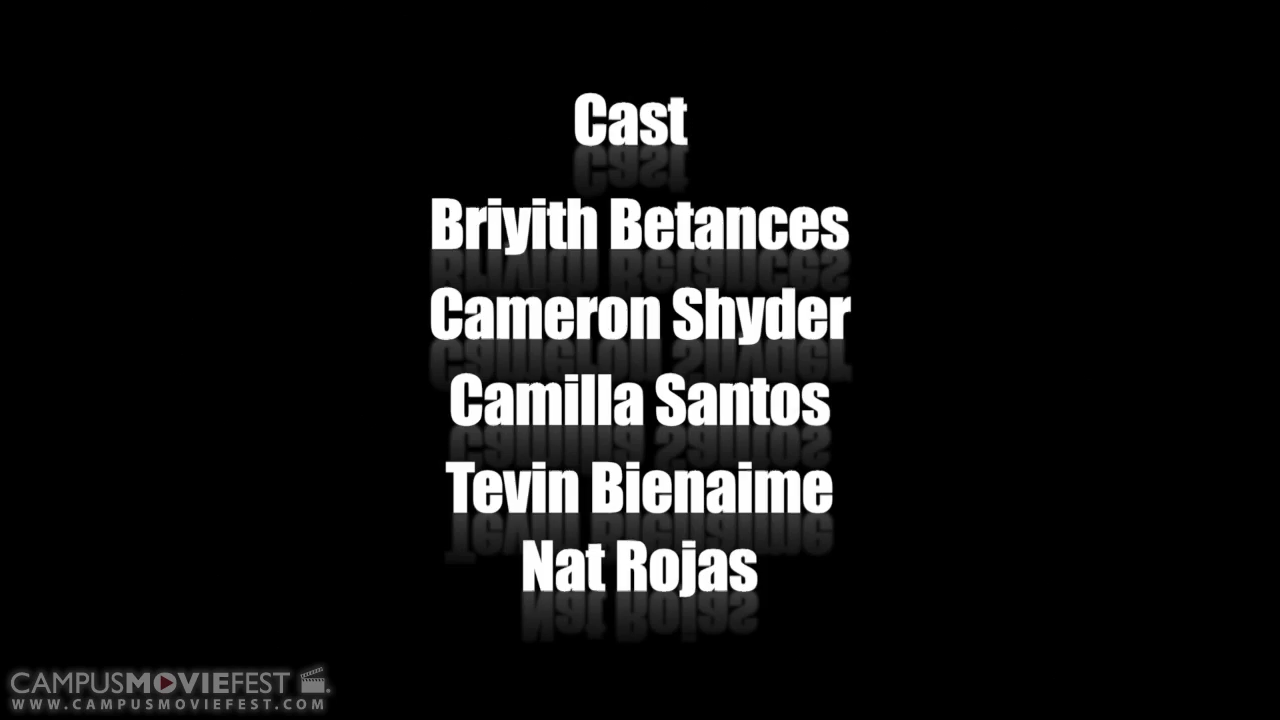 Cast
Briyith Betances
Cameron Shyder
Camilla Santos
Tevin Bienaime
Nat Rojas
CAMPUSMOVIEFEST
WWW.CAMPUSMOVIEFEST.COM